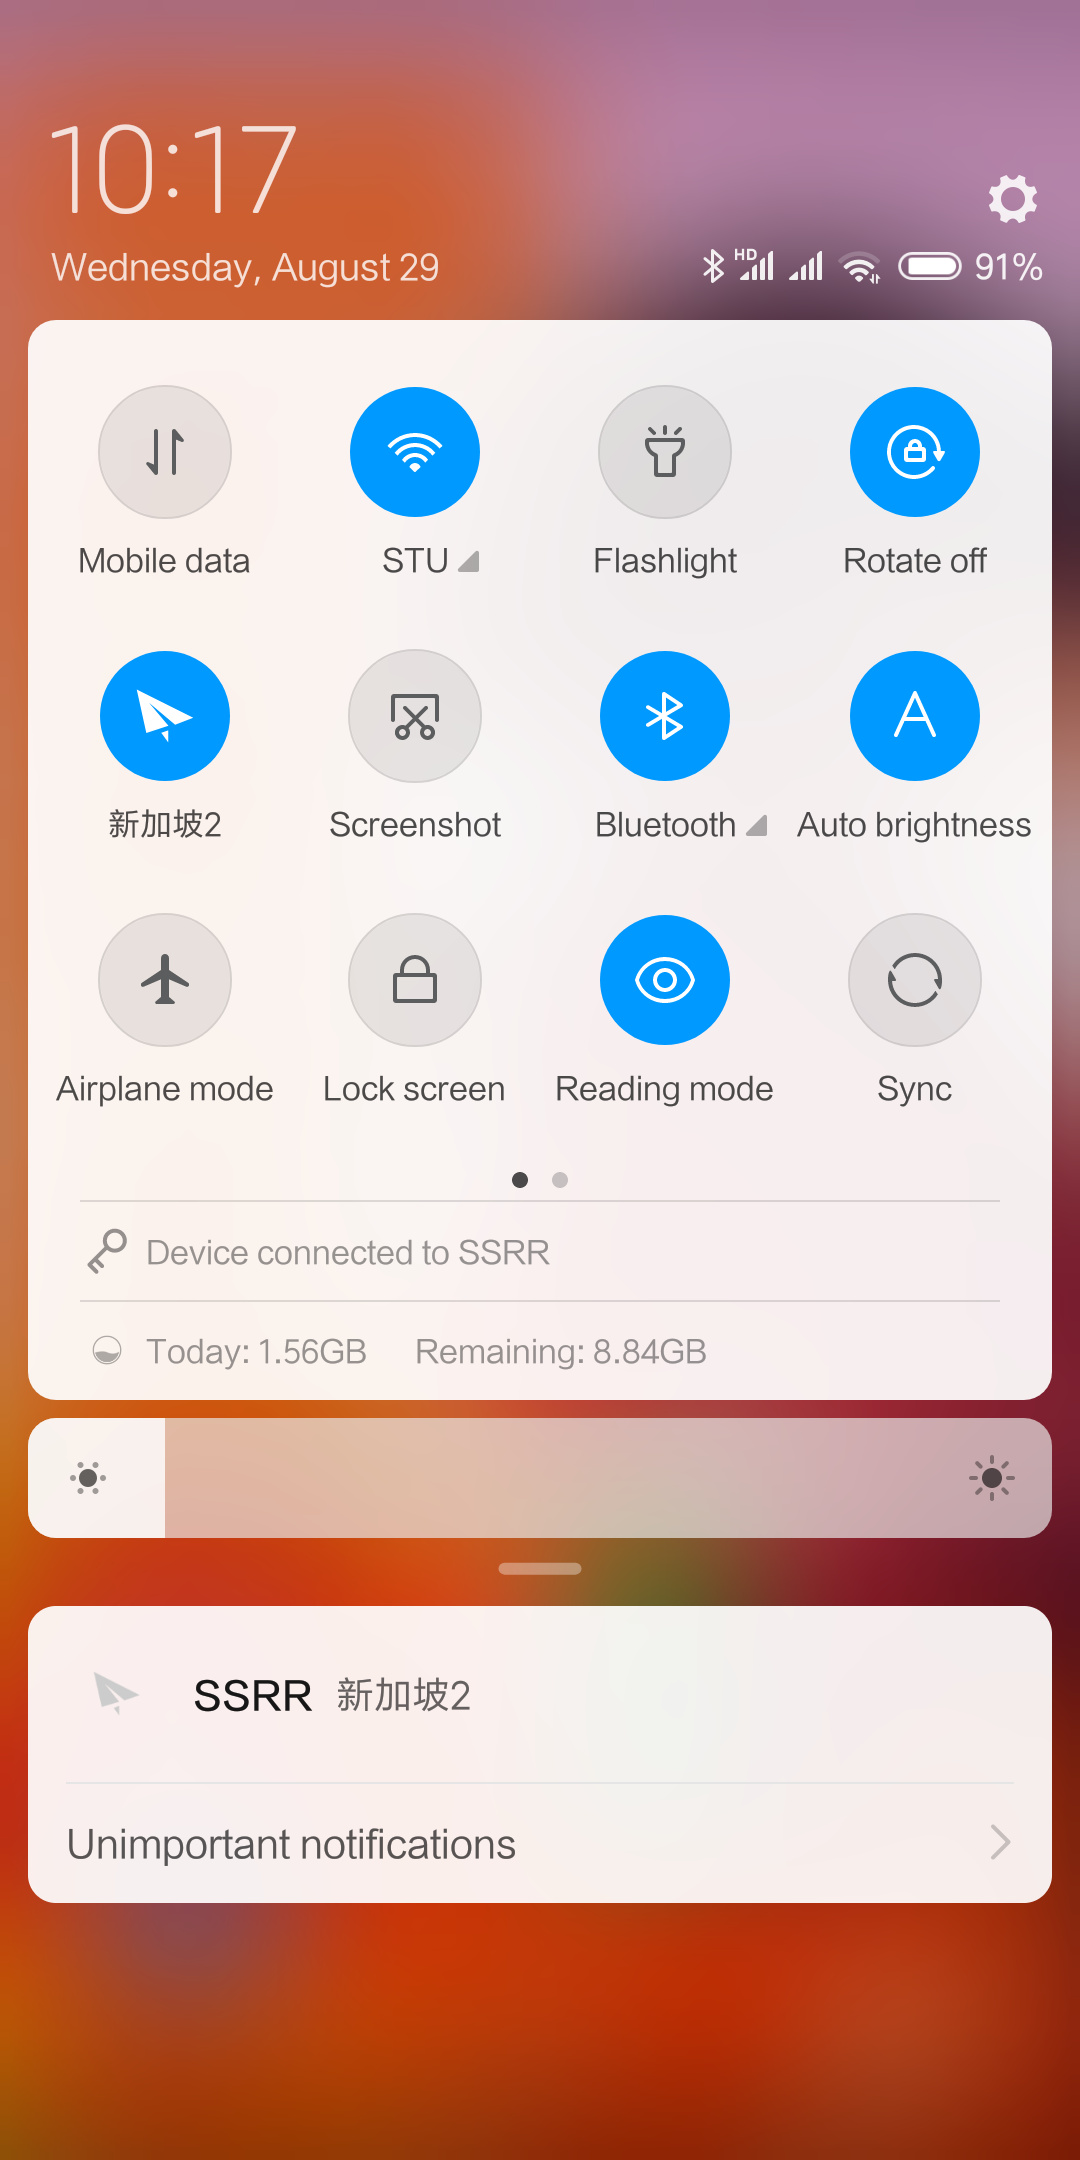 10:17
Wednesday, August 29
HD 91%
Mobile data STU Flashlight Rotate off
新加坡2 Screenshot Bluetooth Auto brightness
Airplane mode Lock screen Reading mode Sync
Device connected to SSRR
Today: 1.56GB Remaining: 8.84GB
SSRR 新加坡2
Unimportant notifications